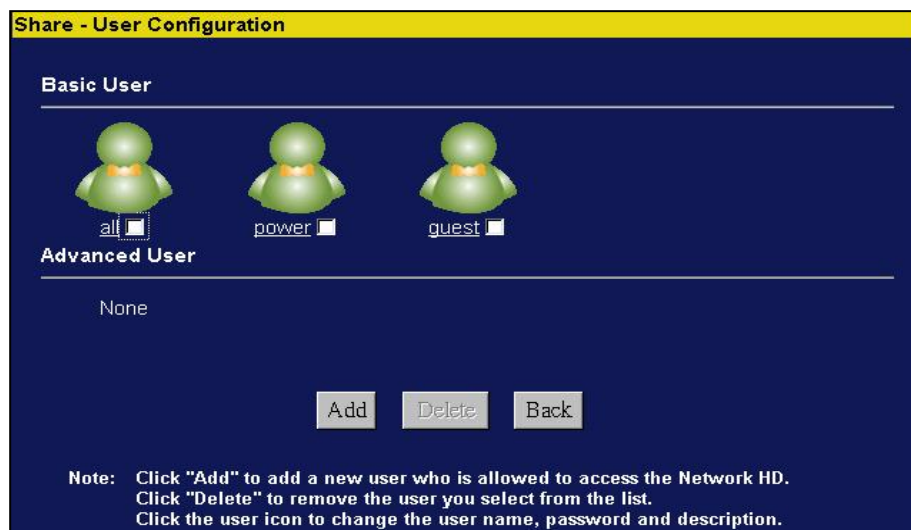 Share - User Configuration
Basic User
all power guest
Advanced User
None
Add Delete Back
Note: Click "Add" to add a new user who is allowed to access the Network HD.
Click "Delete" to remove the user you select from the list.
Click the user icon to change the user name, password and description.